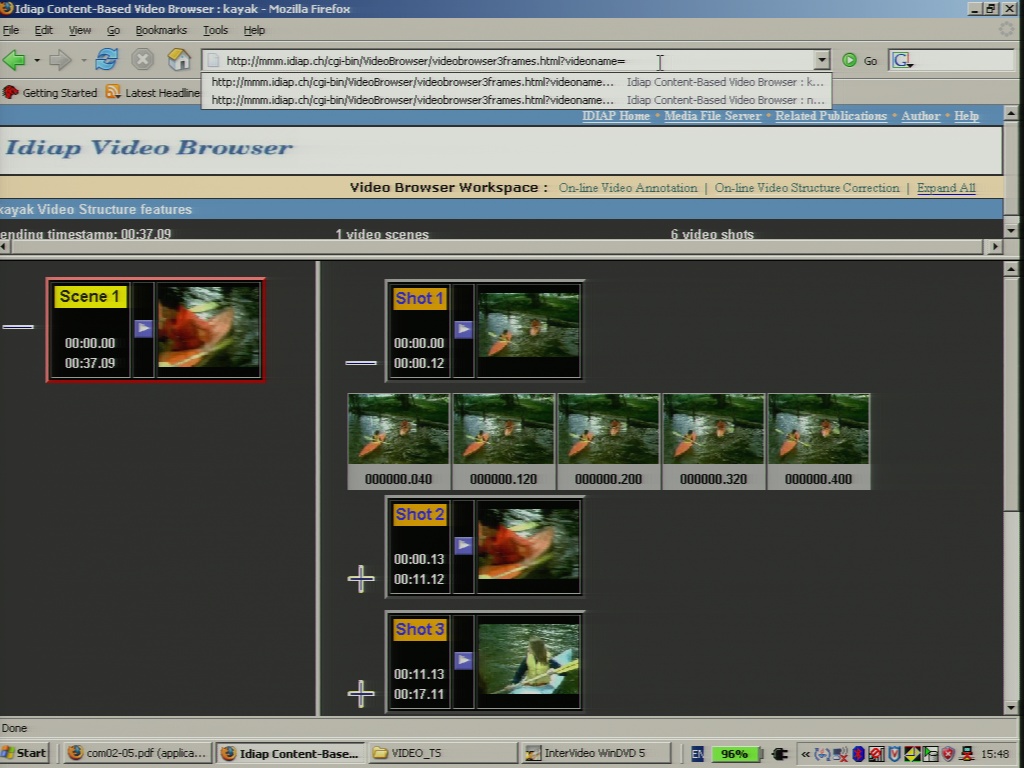 Idiap Content-Based Video Browser : kayak - Mozilla Firefox
File Edit View Go Bookmarks Tools Help
http://mmm.idiap.ch/cgi-bin/VideoBrowser/videobrowser3frames.html?videoname= Go
http://mmm.idiap.ch/cgi-bin/VideoBrowser/videobrowser3frames.html?videoname... Idiap Content-Based Video Browser : k...
Getting Started Latest Headline http://mmm.idiap.ch/cgi-bin/VideoBrowser/videobrowser3frames.html?videoname... Idiap Content-Based Video Browser : n...
IDIAP Home * Media File Server * Related Publications * Author * Help
Idiap Video Browser
Video Browser Workspace : On-line Video Annotation | On-line Video Structure Correction | Expand All
kayak Video Structure features
ending timestamp: 00:37.09 1 video scenes 6 video shots
Scene 1
00:00.00
00:37.09
Shot 1
00:00.00
00:00.12
000000.040 000000.120 000000.200 000000.320 000000.400
Shot 2
00:00.13
00:11.12
Shot 3
00:11.13
00:17.11
Done
Start com02-05.pdf (applica... Idiap Content-Base... VIDEO_TS InterVideo WinDVD 5 EN 96% « 15:48